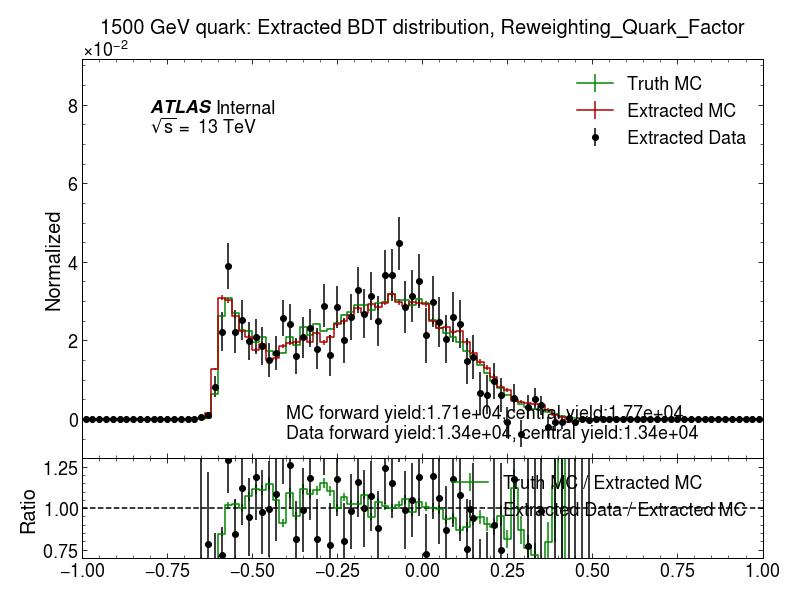 1500 GeV quark: Extracted BDT distribution, Reweighting_Quark_Factor
×10−2
ATLAS Internal
√s = 13 TeV
Truth MC
Extracted MC
Extracted Data
Normalized
8
6
4
2
0
MC forward yield:1.71e+04,central yield:1.77e+04
Data forward yield:1.34e+04, central yield:1.34e+04
Ratio
1.25
1.00
0.75
Truth MC / Extracted MC
Extracted Data / Extracted MC
−1.00 −0.75 −0.50 −0.25 0.00 0.25 0.50 0.75 1.00